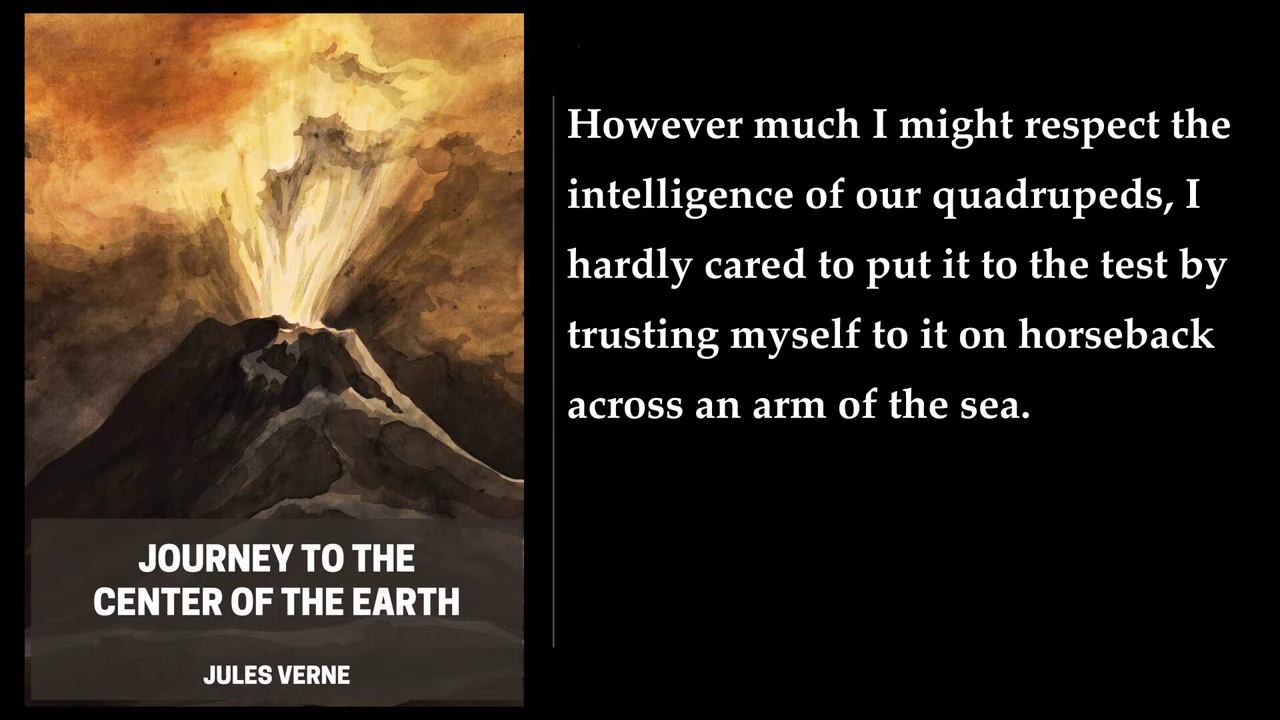 However much I might respect the
intelligence of our quadrupeds, I
hardly cared to put it to the test by
trusting myself to it on horseback
across an arm of the sea.
JOURNEY TO THE
CENTER OF THE EARTH
JULES VERNE